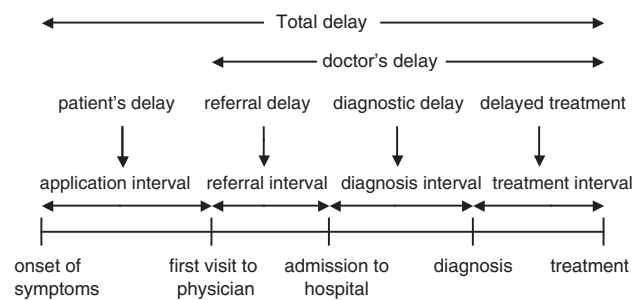 Total delay
doctor's delay
patient's delay referral delay diagnostic delay delayed treatment
application interval referral interval diagnosis interval treatment interval
onset of first visit to admission to diagnosis treatment
symptoms physician hospital